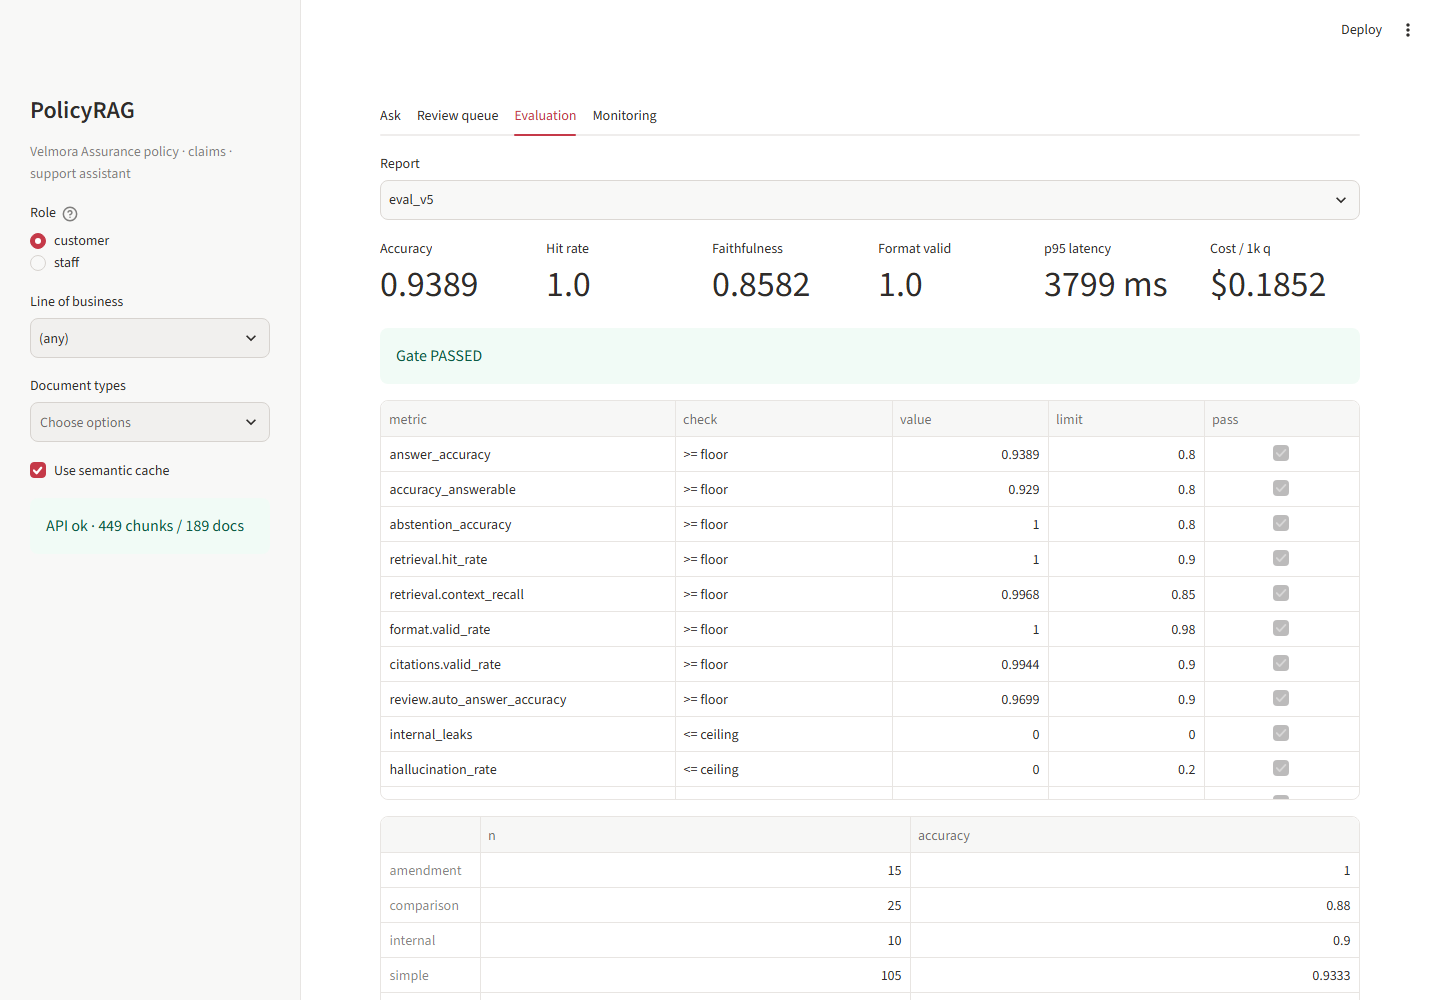 Deploy
PolicyRAG
Velmora Assurance policy · claims ·
support assistant
Role
customer
staff
Line of business
(any)
Document types
Choose options
Use semantic cache
API ok · 449 chunks / 189 docs
Ask Review queue Evaluation Monitoring
Report
eval_v5
Accuracy Hit rate Faithfulness Format valid p95 latency Cost / 1k q
0.9389 1.0 0.8582 1.0 3799 ms $0.1852
Gate PASSED
metric check value limit pass
answer_accuracy >= floor 0.9389 0.8
accuracy_answerable >= floor 0.929 0.8
abstention_accuracy >= floor 1 0.8
retrieval.hit_rate >= floor 1 0.9
retrieval.context_recall >= floor 0.9968 0.85
format.valid_rate >= floor 1 0.98
citations.valid_rate >= floor 0.9944 0.9
review.auto_answer_accuracy >= floor 0.9699 0.9
internal_leaks <= ceiling 0 0
hallucination_rate <= ceiling 0 0.2
n accuracy
amendment 15 1
comparison 25 0.88
internal 10 0.9
simple 105 0.9333